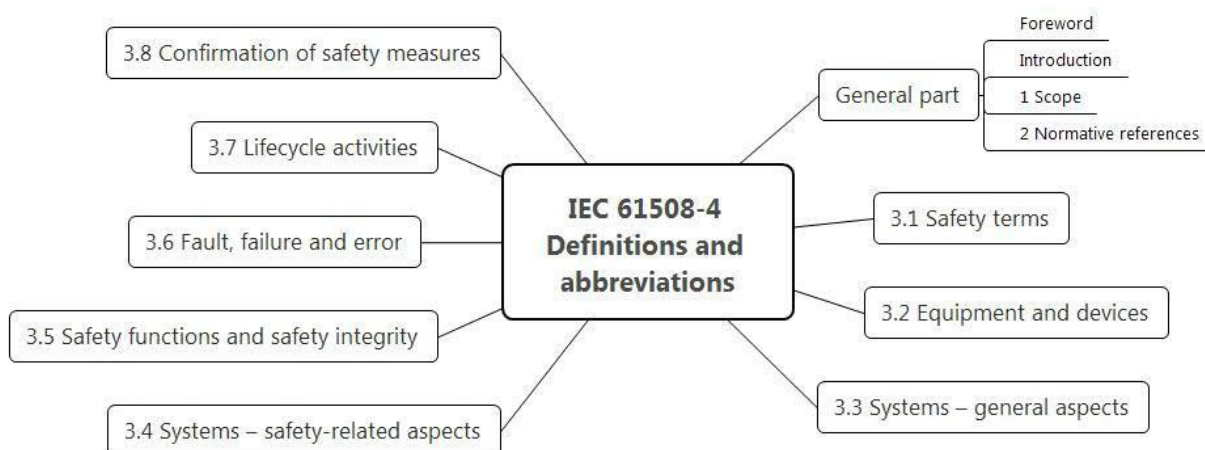 IEC 61508-4
Definitions and
abbreviations
General part
Foreword
Introduction
1 Scope
2 Normative references
3.1 Safety terms
3.2 Equipment and devices
3.3 Systems – general aspects
3.4 Systems – safety-related aspects
3.5 Safety functions and safety integrity
3.6 Fault, failure and error
3.7 Lifecycle activities
3.8 Confirmation of safety measures